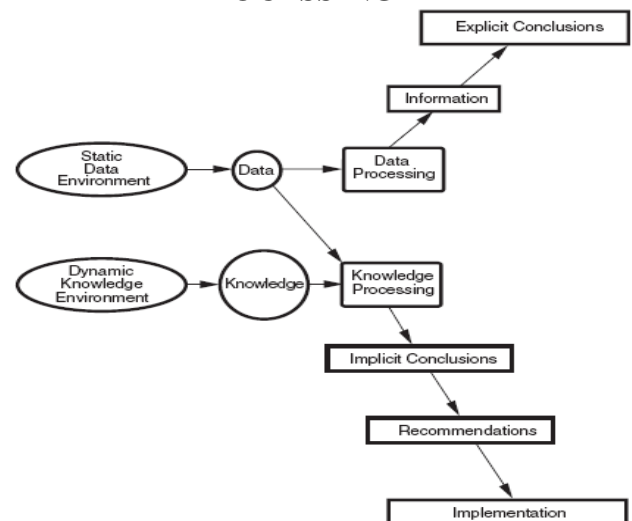 Explicit Conclusions
Information
Static
Data
Environment
Data
Data
Processing
Dynamic
Knowledge
Environment
Knowledge
Knowledge
Processing
Implicit Conclusions
Recommendations
Implementation